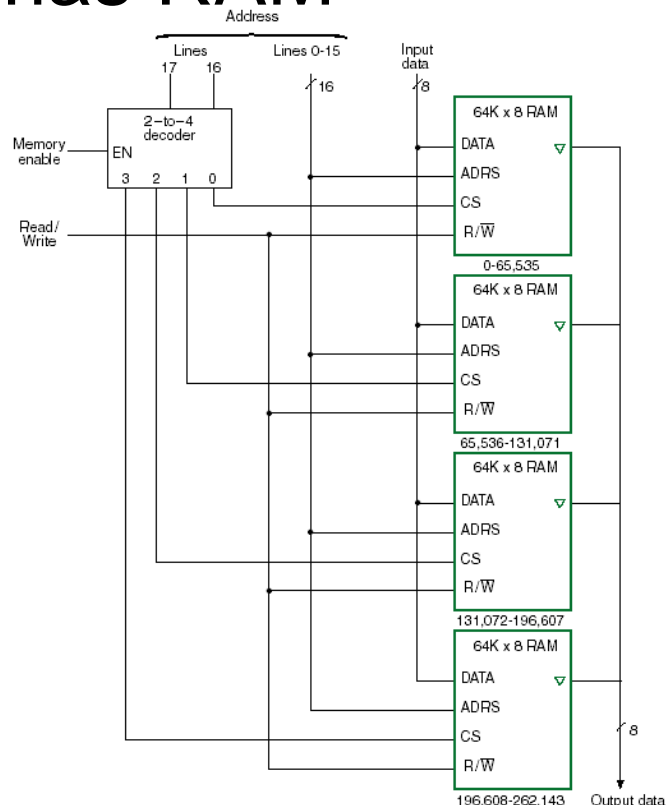 RAM
Address
Lines
Lines 0-15
Input
data
17
16
16
8
2-to-4
decoder
Memory
enable
EN
3 2 1 0
Read/
Write
64K x 8 RAM
DATA
ADRS
CS
R/W̅
0-65,535
64K x 8 RAM
DATA
ADRS
CS
R/W̅
65,536-131,071
64K x 8 RAM
DATA
ADRS
CS
R/W̅
131,072-196,607
64K x 8 RAM
DATA
ADRS
CS
R/W̅
196,608-262,143
8
Output data